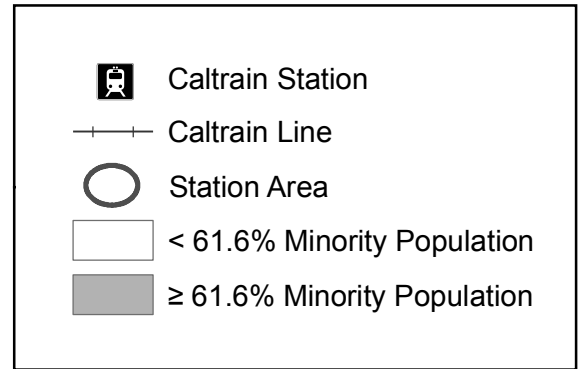 Caltrain Station
Caltrain Line
Station Area
< 61.6% Minority Population
≥ 61.6% Minority Population